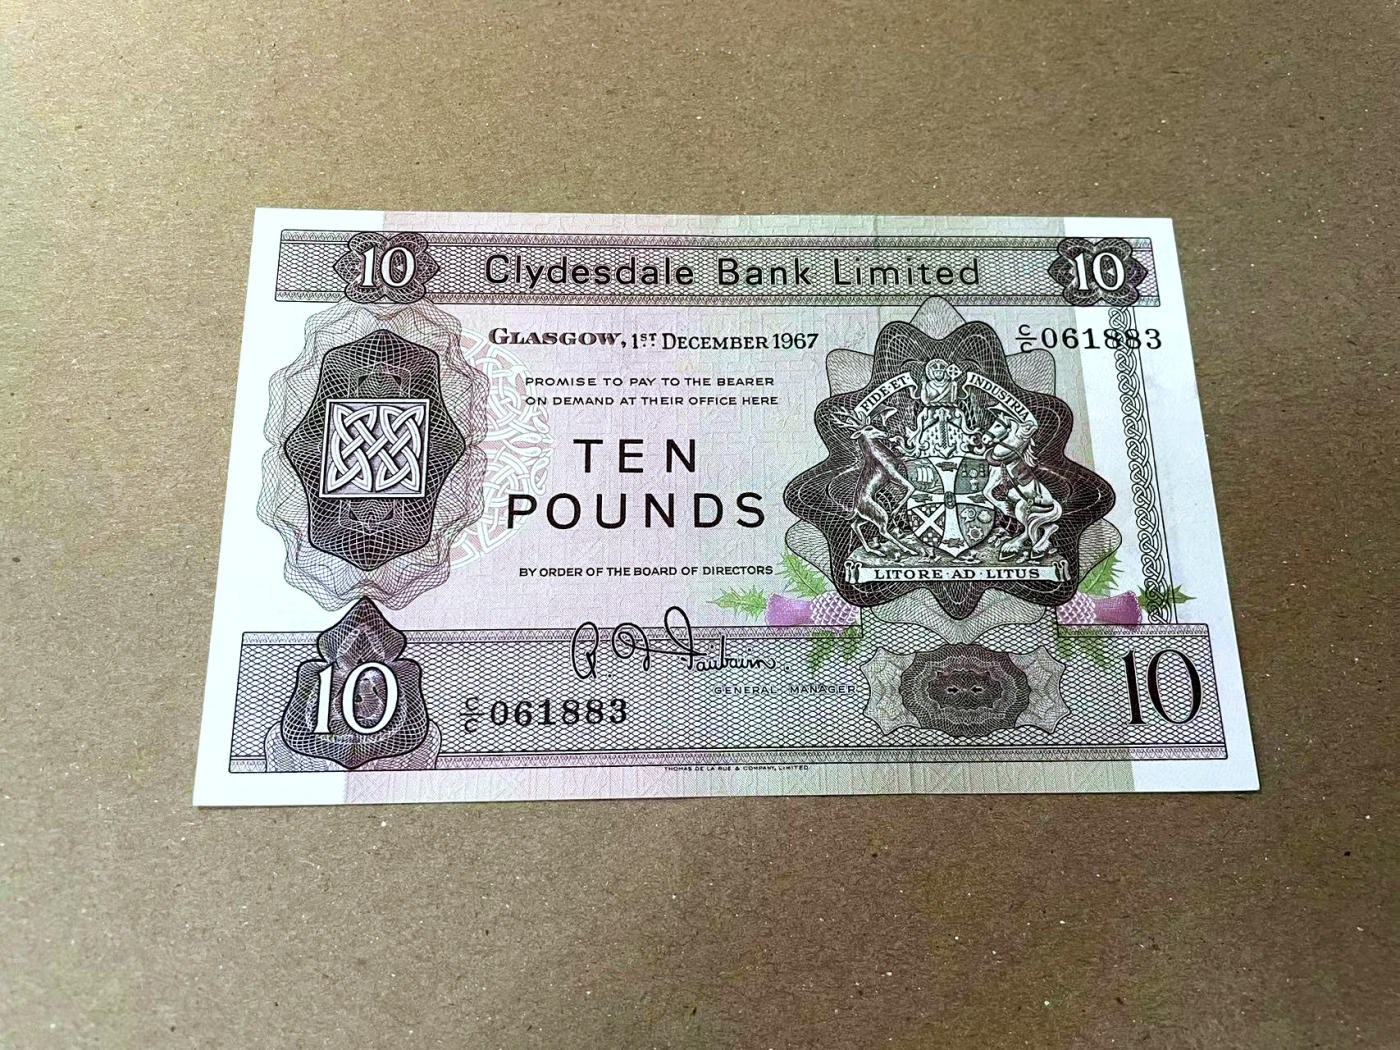 10 Clydesdale Bank Limited 10
GLASGOW, 1ST DECEMBER 1967
C/C 061883
PROMISE TO PAY TO THE BEARER
ON DEMAND AT THEIR OFFICE HERE
TEN
POUNDS
FIDE·ET INDUSTRIA
LITORE·AD·LITUS
BY ORDER OF THE BOARD OF DIRECTORS
R. D. Fairbairn.
GENERAL MANAGER
10
C/C 061883
10
THOMAS DE LA RUE & COMPANY, LIMITED